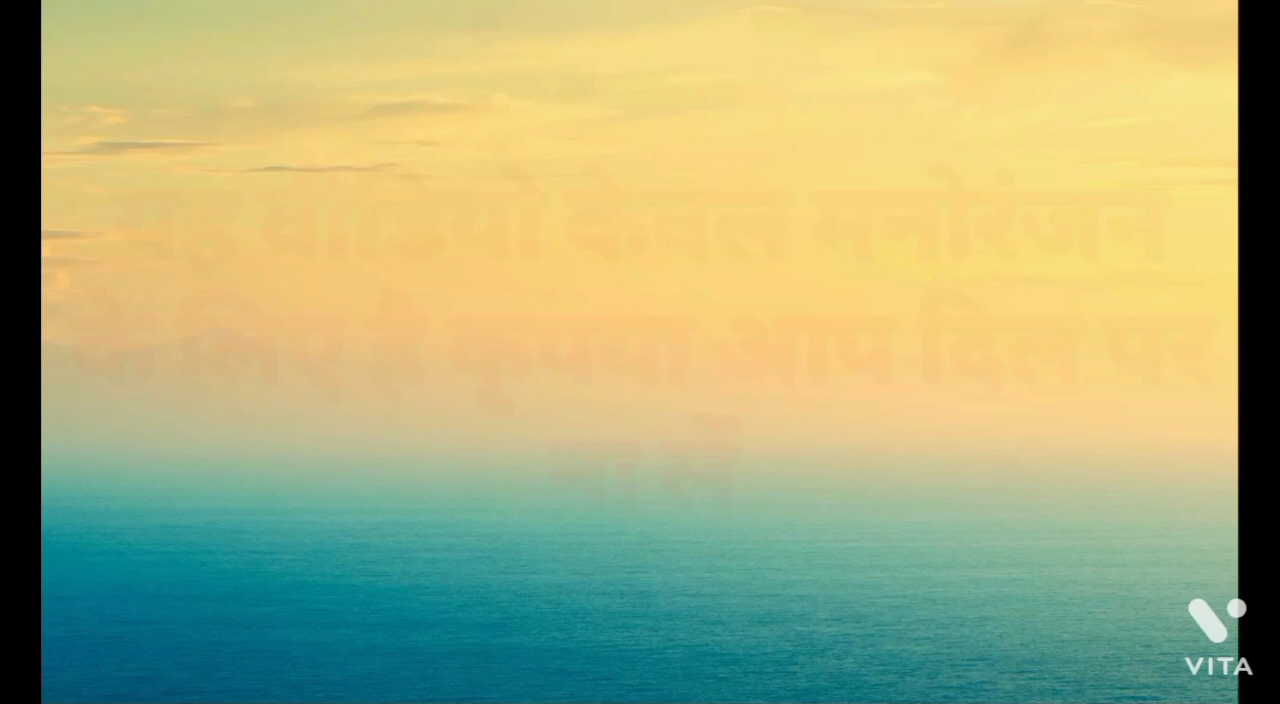 यह वीडियो केवल मनोरंजन
के लिए है कृपया आप दिल पर
ना लें
VITA